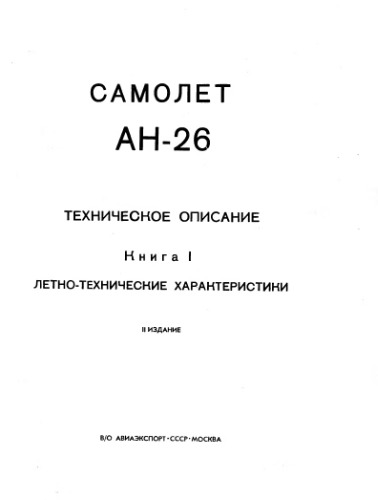 САМОЛЕТ
АН-26
ТЕХНИЧЕСКОЕ ОПИСАНИЕ
Книга I
ЛЕТНО-ТЕХНИЧЕСКИЕ ХАРАКТЕРИСТИКИ
II ИЗДАНИЕ
В/О АВИАЭКСПОРТ·СССР·МОСКВА